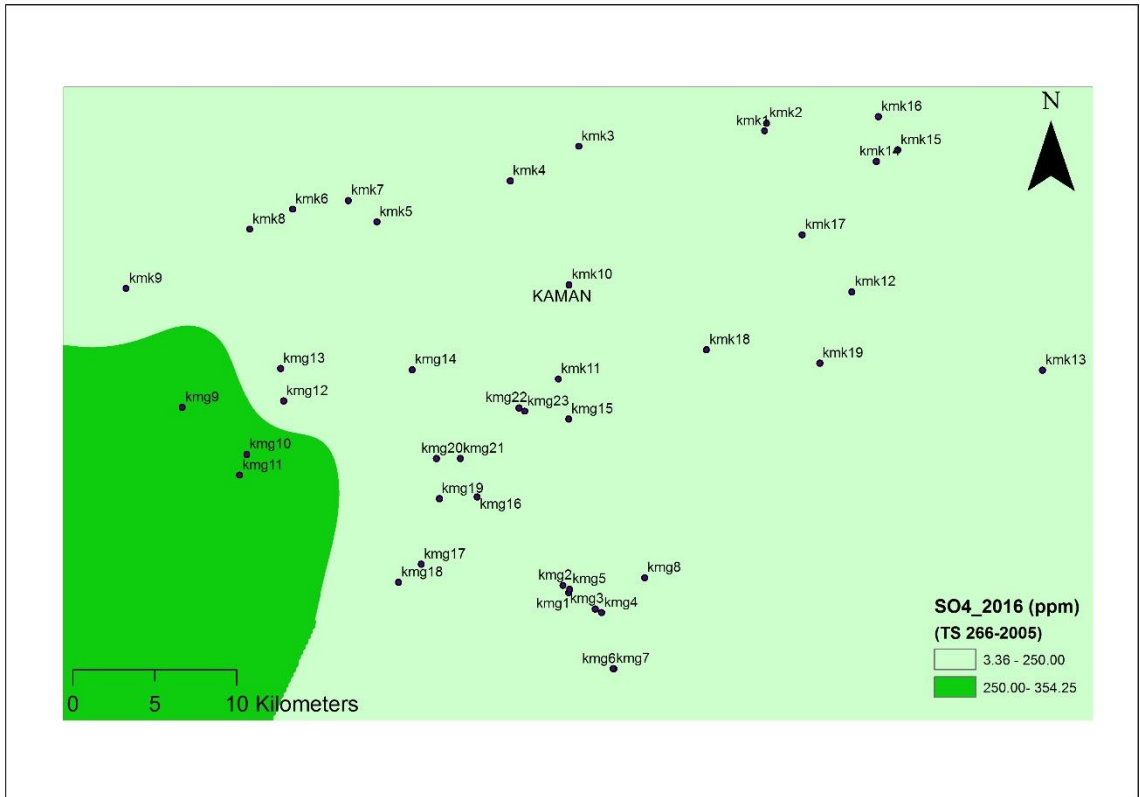 N
kmk16
kmk2
kmk1
kmk15
kmk14
kmk3
kmk4
kmk7
kmk6
kmk5
kmk8
kmk17
kmk9
kmk10
KAMAN
kmk12
kmk18
kmk19
kmk13
kmg13
kmg14
kmk11
kmg12
kmg9
kmg22
kmg23
kmg15
kmg10
kmg11
kmg20
kmg21
kmg19
kmg16
kmg17
kmg18
kmg2
kmg5
kmg8
kmg1
kmg3
kmg4
kmg6
kmg7
SO4_2016 (ppm)
(TS 266-2005)
3.36 - 250.00
250.00- 354.25
0 5 10 Kilometers